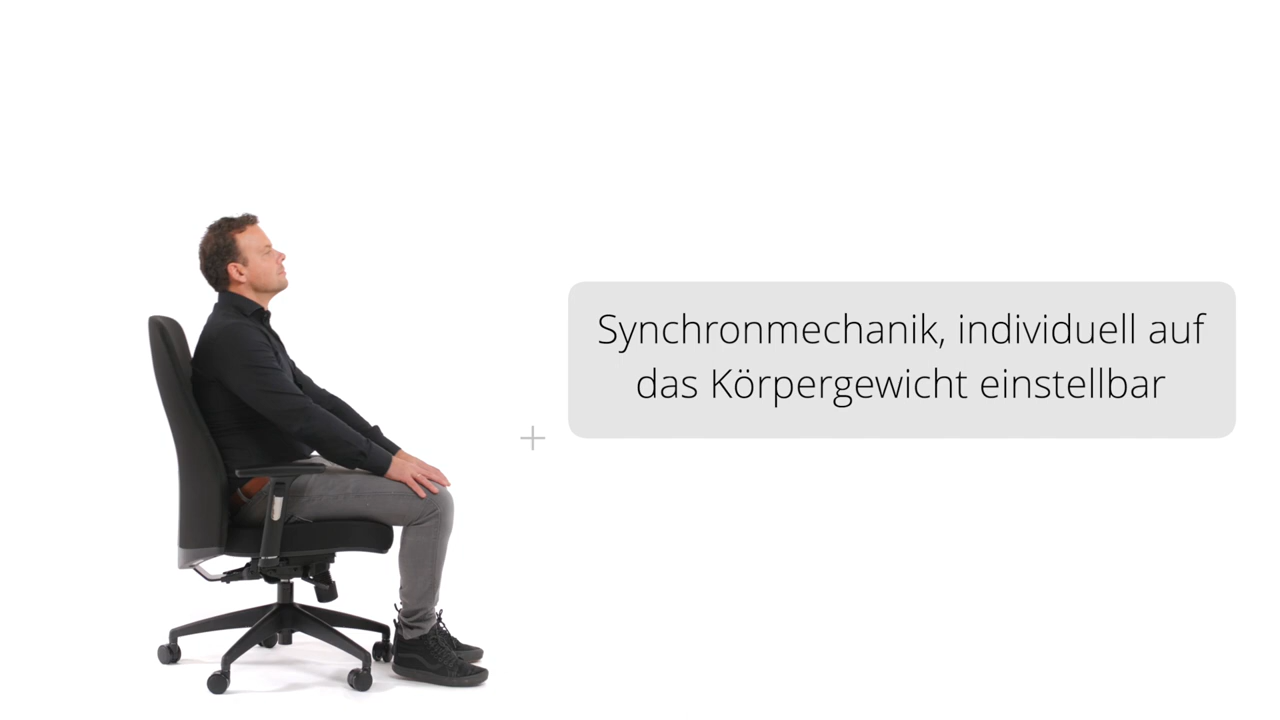 Synchronmechanik, individuell auf
das Körpergewicht einstellbar